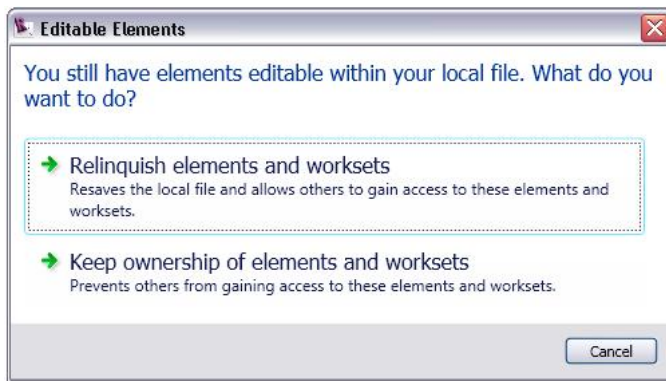 Editable Elements
You still have elements editable within your local file. What do you
want to do?
Relinquish elements and worksets
Resaves the local file and allows others to gain access to these elements and
worksets.
Keep ownership of elements and worksets
Prevents others from gaining access to these elements and worksets.
Cancel